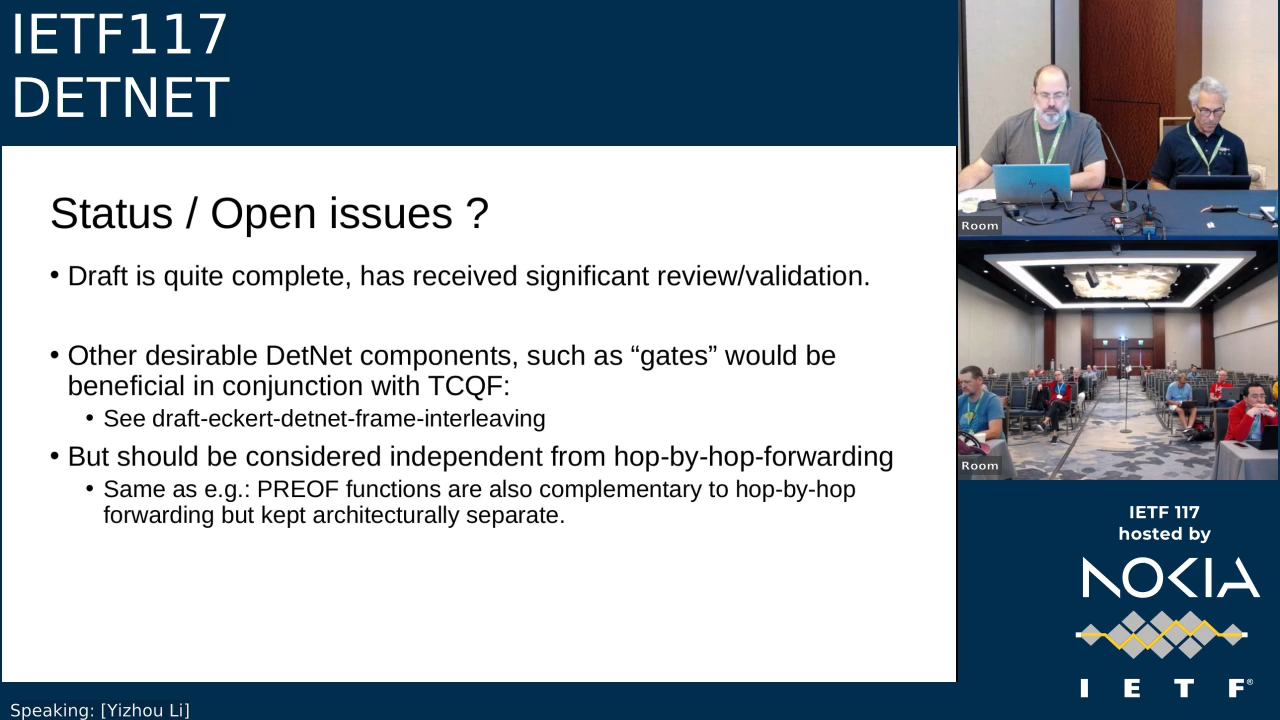 IETF117
DETNET
Status / Open issues ?
• Draft is quite complete, has received significant review/validation.
• Other desirable DetNet components, such as “gates” would be
beneficial in conjunction with TCQF:
• See draft-eckert-detnet-frame-interleaving
• But should be considered independent from hop-by-hop-forwarding
• Same as e.g.: PREOF functions are also complementary to hop-by-hop
forwarding but kept architecturally separate.
Speaking: [Yizhou Li]
Room
Room
IETF 117
hosted by
NOKIA
I E T F®